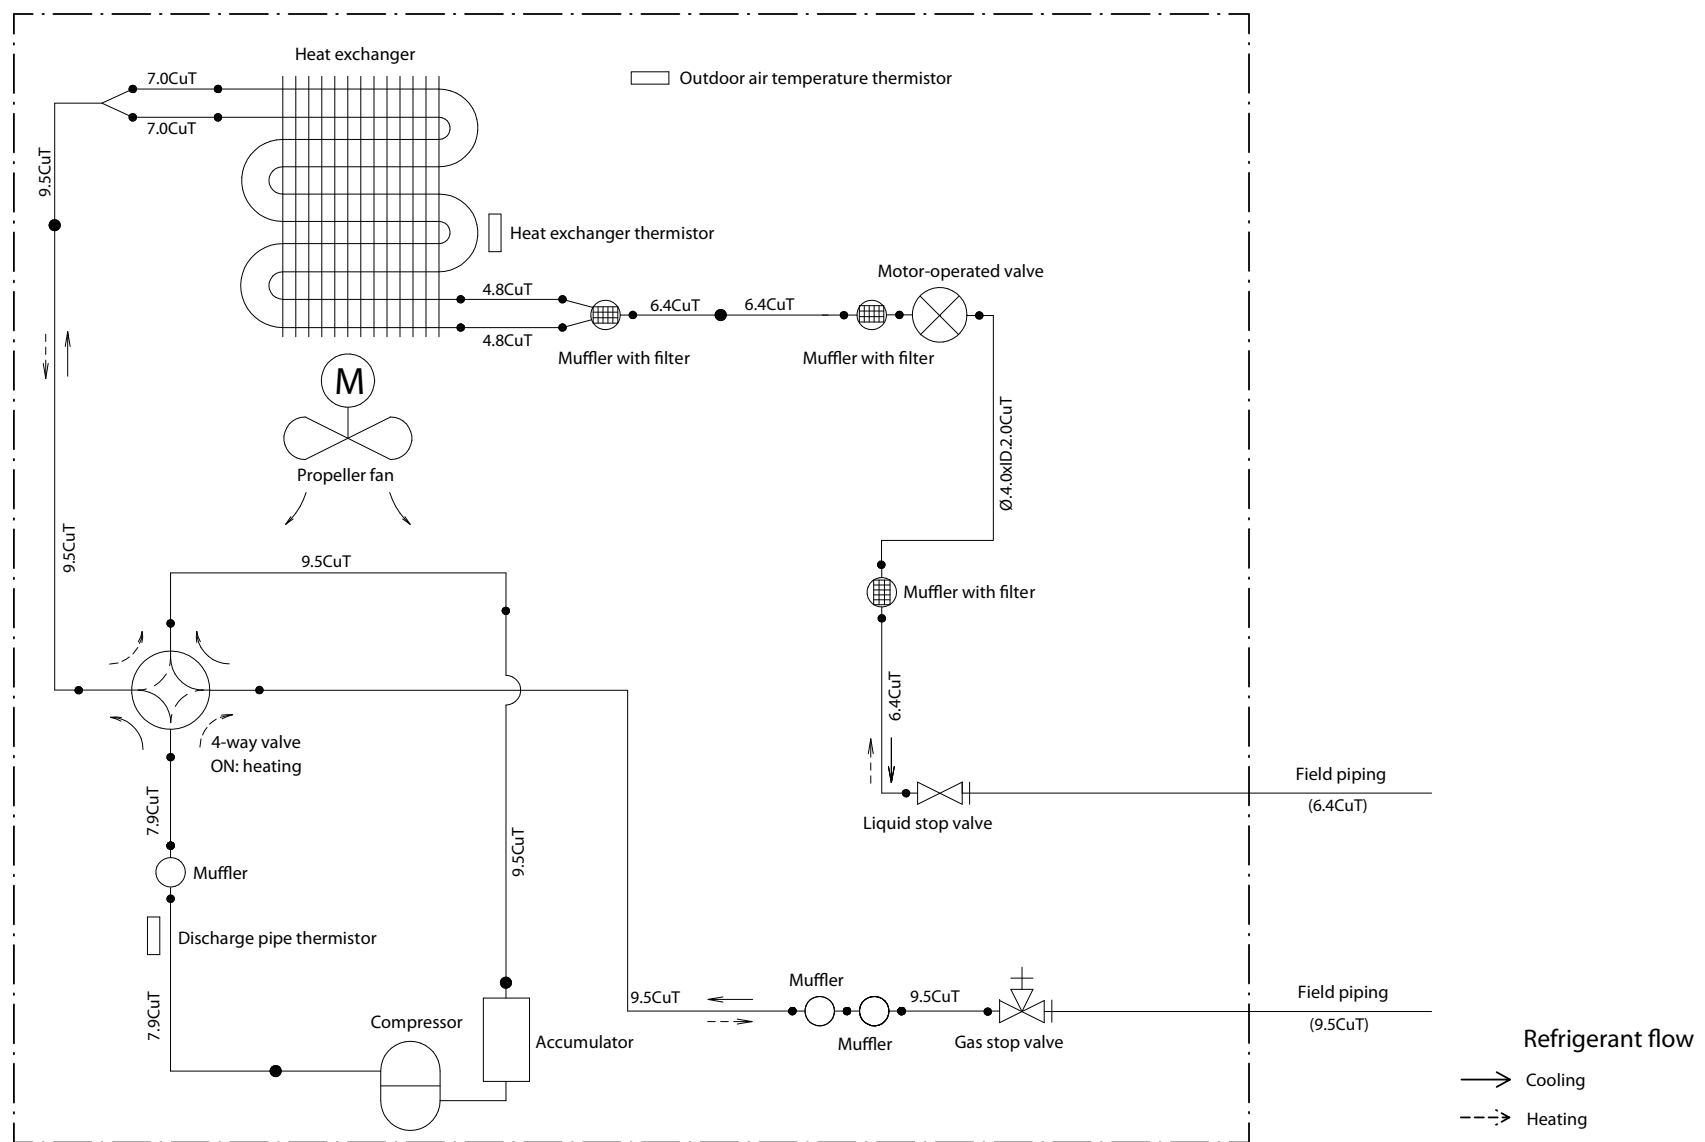 Heat exchanger
Outdoor air temperature thermistor
7.0CuT
7.0CuT
9.5CuT
Heat exchanger thermistor
4.8CuT
4.8CuT
6.4CuT
6.4CuT
Motor-operated valve
Muffler with filter
Muffler with filter
M
Propeller fan
Ø.4.0xID.2.0CuT
9.5CuT
9.5CuT
Muffler with filter
6.4CuT
4-way valve
ON: heating
Field piping
(6.4CuT)
Liquid stop valve
7.9CuT
Muffler
9.5CuT
Discharge pipe thermistor
7.9CuT
Compressor
Accumulator
9.5CuT
Muffler
Muffler
9.5CuT
Gas stop valve
Field piping
(9.5CuT)
Refrigerant flow
Cooling
Heating